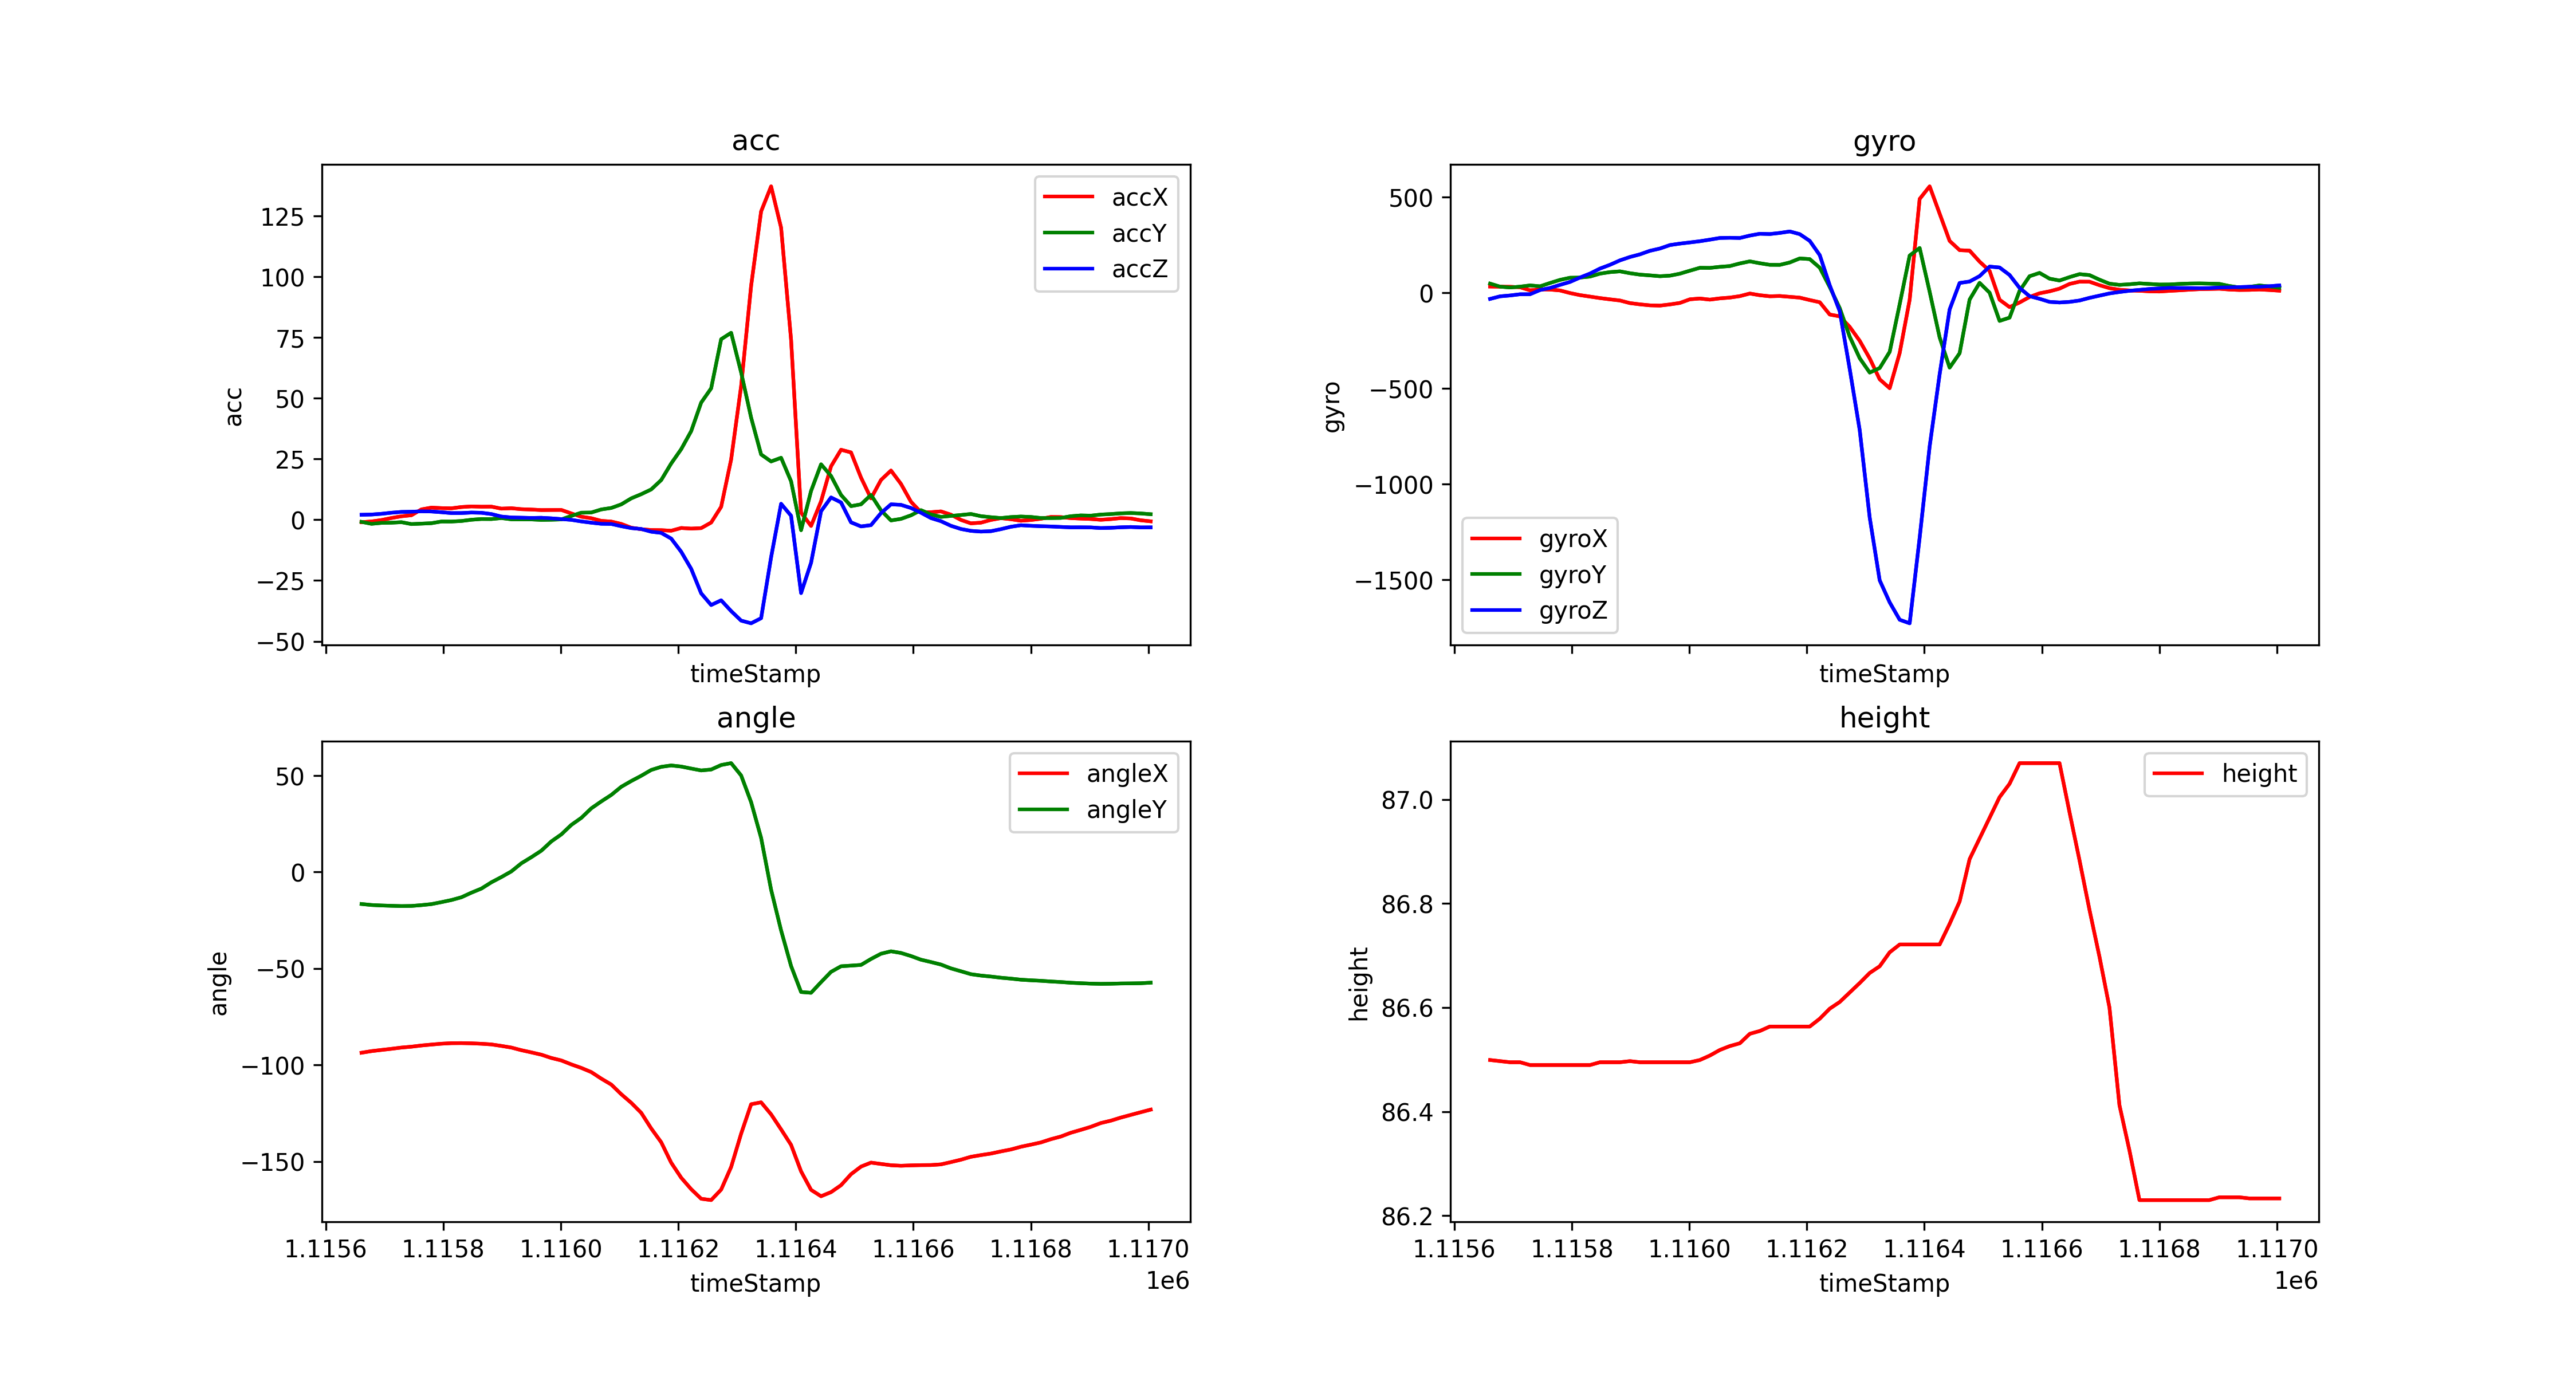 acc
125
100
75
50
25
0
−25
−50
acc
timeStamp
accX
accY
accZ
gyro
500
0
−500
−1000
−1500
gyro
timeStamp
gyroX
gyroY
gyroZ
angle
50
0
−50
−100
−150
angle
1.1156 1.1158 1.1160 1.1162 1.1164 1.1166 1.1168 1.1170
timeStamp
1e6
angleX
angleY
height
87.0
86.8
86.6
86.4
86.2
height
1.1156 1.1158 1.1160 1.1162 1.1164 1.1166 1.1168 1.1170
timeStamp
1e6
height